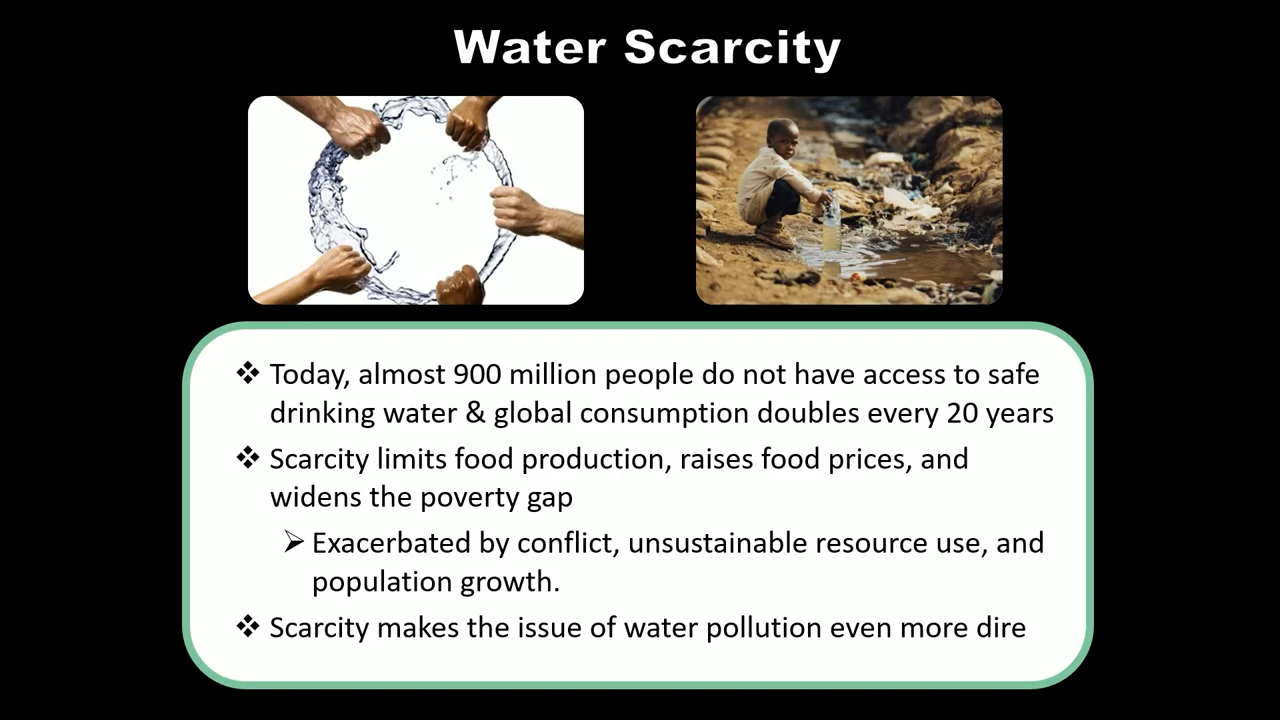 Water Scarcity
❖ Today, almost 900 million people do not have access to safe
drinking water & global consumption doubles every 20 years
❖ Scarcity limits food production, raises food prices, and
widens the poverty gap
➢ Exacerbated by conflict, unsustainable resource use, and
population growth.
❖ Scarcity makes the issue of water pollution even more dire